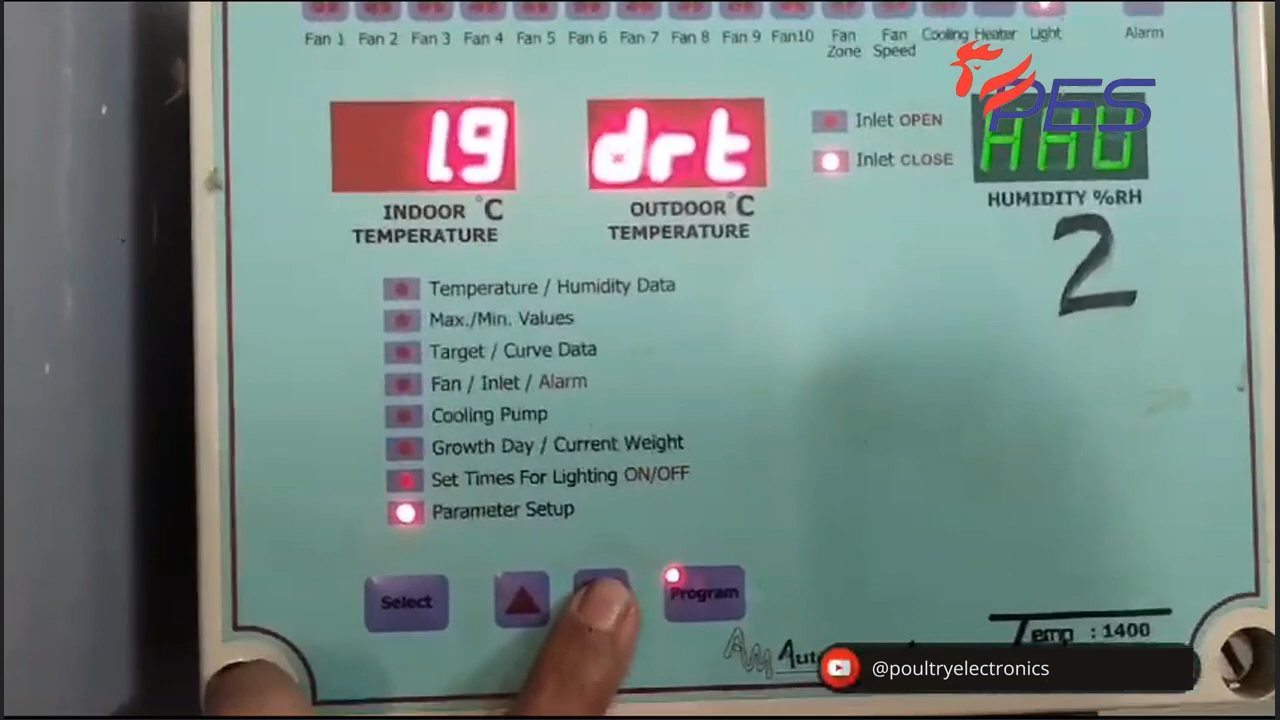 Fan 1 Fan 2 Fan 3 Fan 4 Fan 5 Fan 6 Fan 7 Fan 8 Fan 9 Fan10 Fan Zone Fan Speed Cooling Heater Light Alarm
PES
19 drt
Inlet OPEN
Inlet CLOSE
INDOOR °C TEMPERATURE
OUTDOOR °C TEMPERATURE
HUMIDITY %RH
2
Temperature / Humidity Data
Max./Min. Values
Target / Curve Data
Fan / Inlet / Alarm
Cooling Pump
Growth Day / Current Weight
Set Times For Lighting ON/OFF
Parameter Setup
Select
Program
Temp : 1400
@poultryelectronics